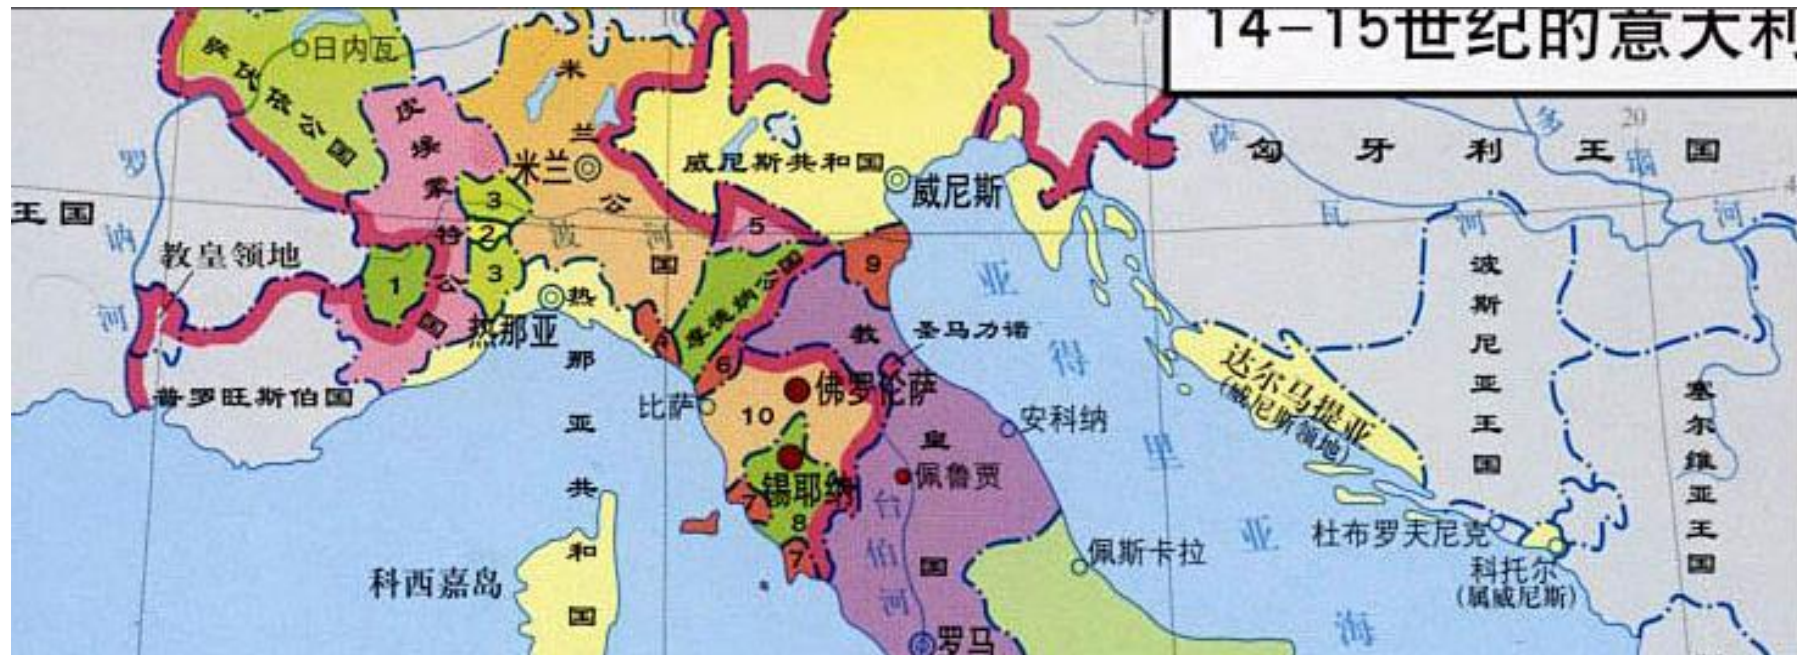 14-15世纪的意大利
15
20
萨伏依公国
日内瓦
皮埃蒙特公国
米兰公国
米兰
威尼斯共和国
威尼斯
匈牙利王国
萨瓦河
多瑙河
王国
罗讷河
教皇领地
波河
3
2
3
1
5
9
热那亚
热那亚共和国
摩德纳公国
6
教皇国
圣马力诺
亚得里亚海
达尔马提亚
(威尼斯领地)
波斯尼亚王国
塞尔维亚王国
普罗旺斯伯国
比萨
佛罗伦萨
10
安科纳
锡耶纳
7
8
7
佩鲁贾
台伯河
佩斯卡拉
杜布罗夫尼克
科托尔
(属威尼斯)
科西嘉岛
罗马